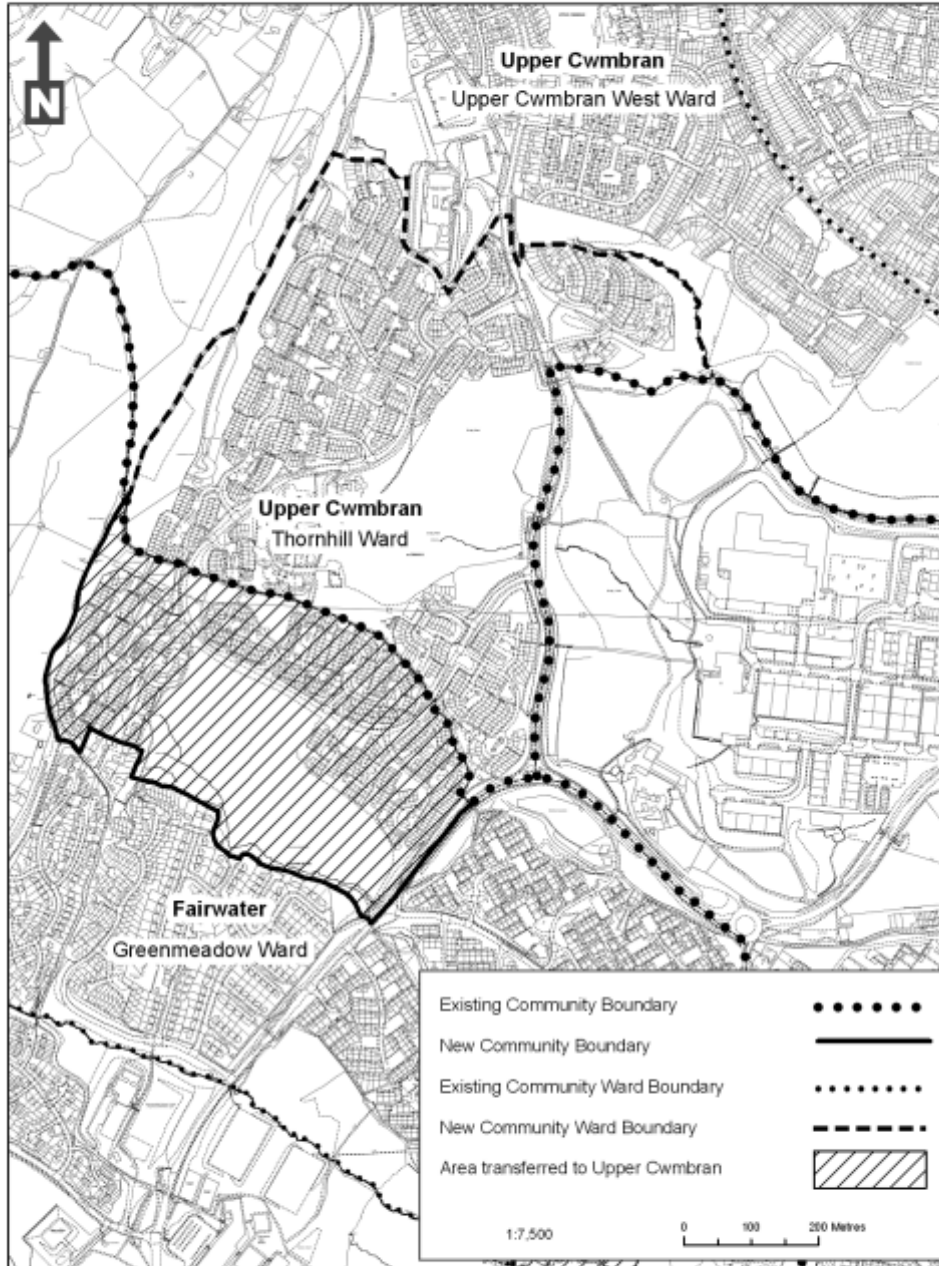 N
Upper Cwmbran
Upper Cwmbran West Ward
Upper Cwmbran
Thornhill Ward
Fairwater
Greenmeadow Ward
Existing Community Boundary
New Community Boundary
Existing Community Ward Boundary
New Community Ward Boundary
Area transferred to Upper Cwmbran
1:7,500
0 100 200 Metres